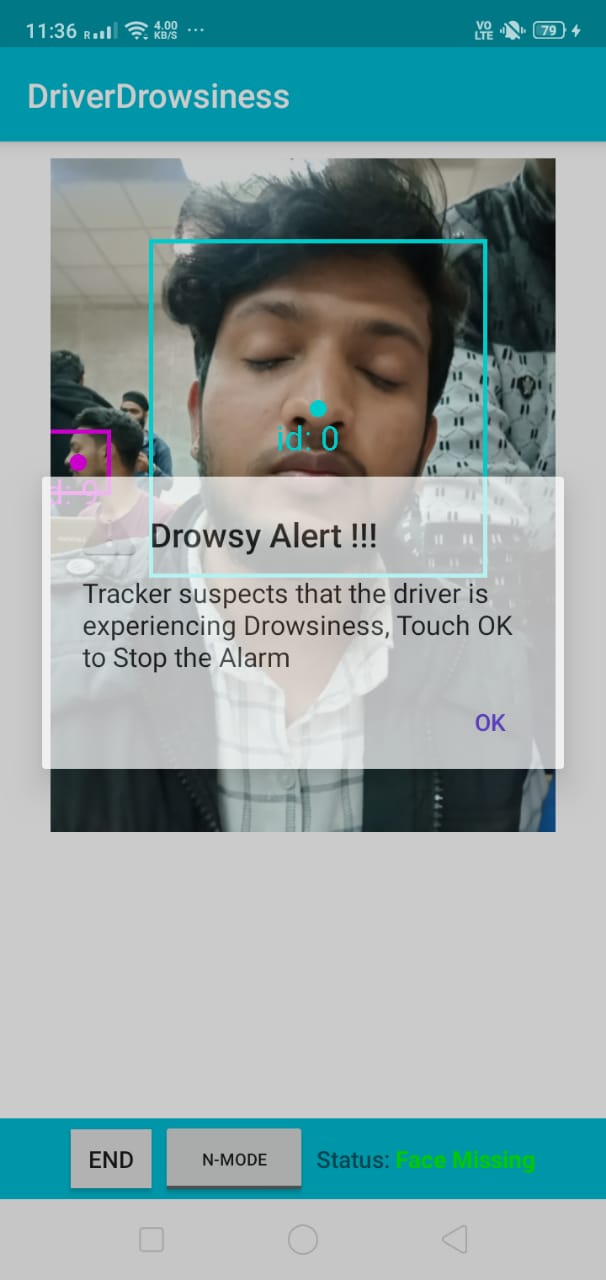 11:36 R 4.00 KB/S ... VO LTE 79
DriverDrowsiness
id: 0
d: 9
Drowsy Alert !!!
Tracker suspects that the driver is
experiencing Drowsiness, Touch OK
to Stop the Alarm
OK
END N-MODE Status: Face Missing